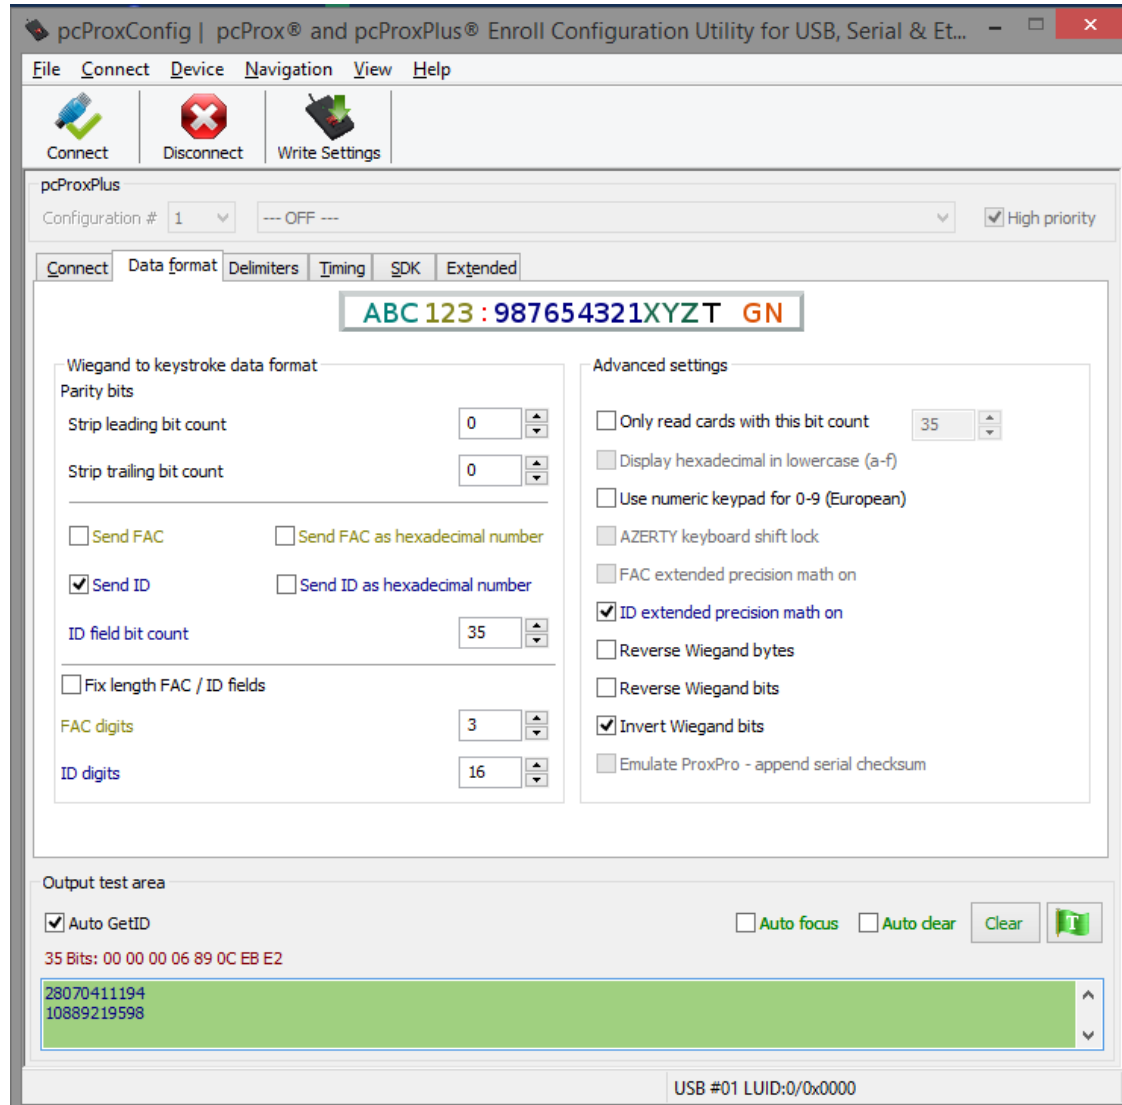 pcProxConfig | pcProx® and pcProxPlus® Enroll Configuration Utility for USB, Serial & Et...
File Connect Device Navigation View Help
Connect Disconnect Write Settings
pcProxPlus
Configuration # 1 --- OFF --- High priority
Connect Data format Delimiters Timing SDK Extended
ABC 123 : 987654321XYZT GN
Wiegand to keystroke data format
Parity bits
Strip leading bit count 0
Strip trailing bit count 0
Send FAC Send FAC as hexadecimal number
Send ID Send ID as hexadecimal number
ID field bit count 35
Fix length FAC / ID fields
FAC digits 3
ID digits 16
Advanced settings
Only read cards with this bit count 35
Display hexadecimal in lowercase (a-f)
Use numeric keypad for 0-9 (European)
AZERTY keyboard shift lock
FAC extended precision math on
ID extended precision math on
Reverse Wiegand bytes
Reverse Wiegand bits
Invert Wiegand bits
Emulate ProxPro - append serial checksum
Output test area
Auto GetID Auto focus Auto clear Clear T
35 Bits: 00 00 00 06 89 0C EB E2
28070411194
10889219598
USB #01 LUID:0/0x0000